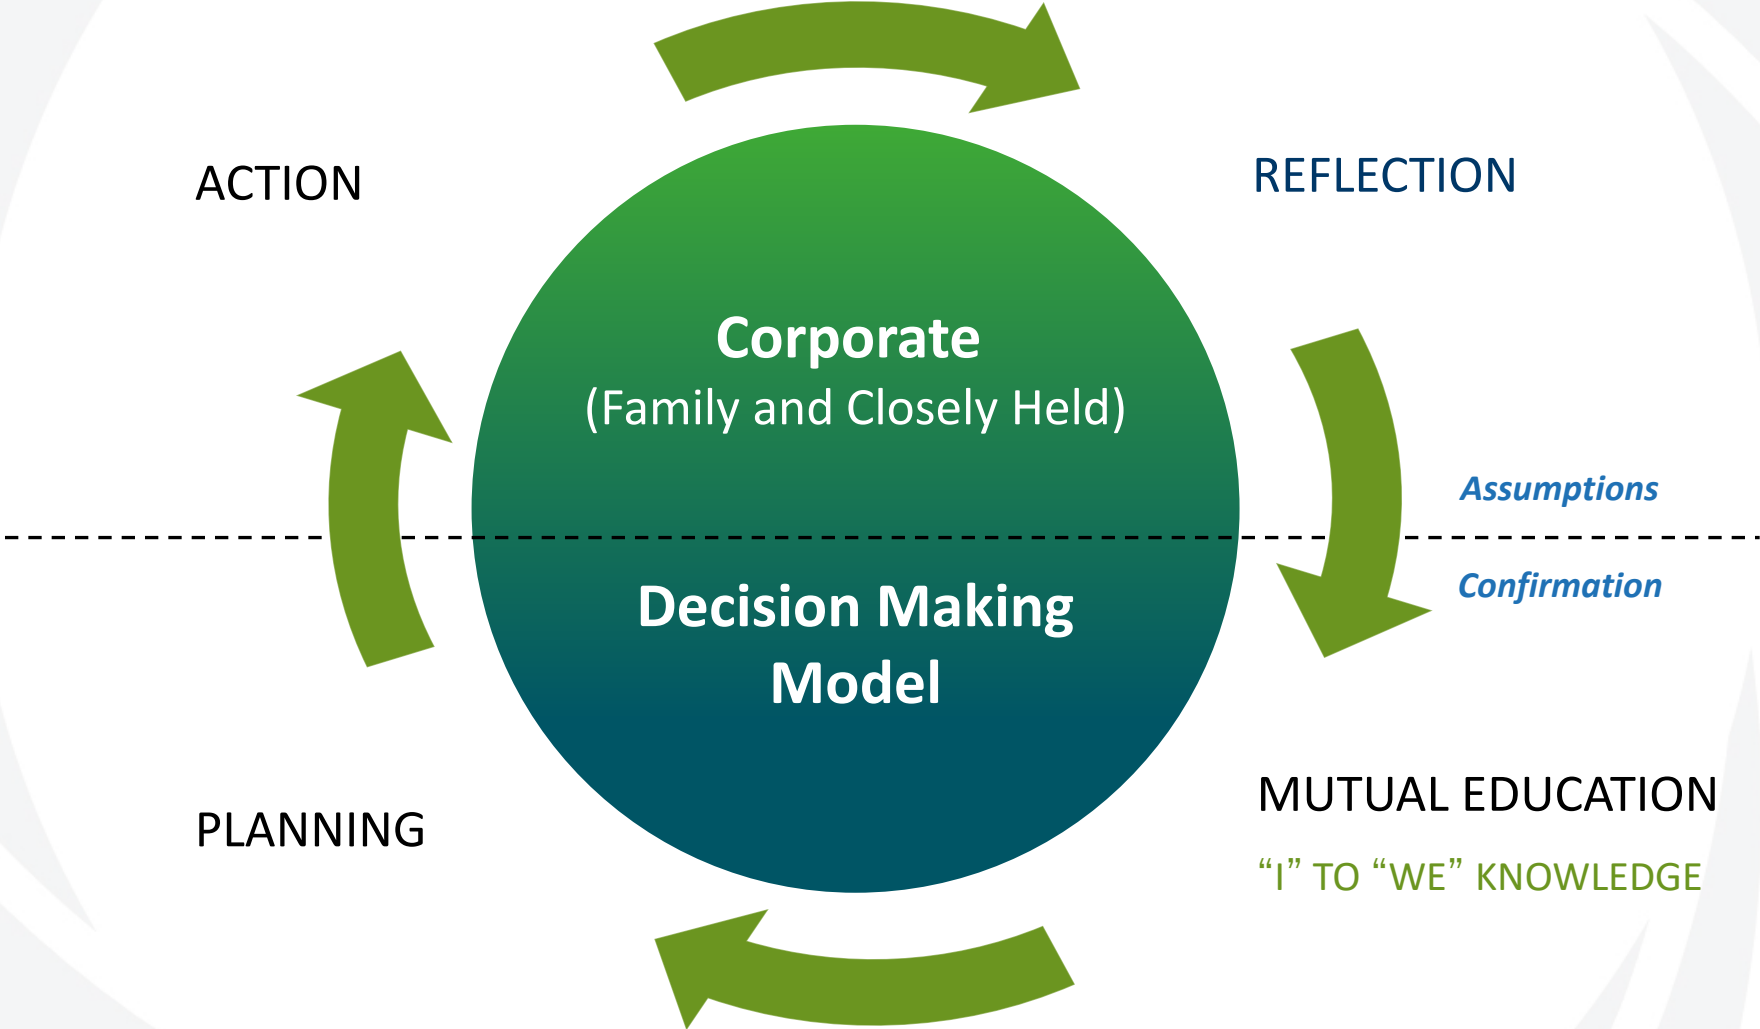 ACTION
REFLECTION
Corporate
(Family and Closely Held)
Assumptions
Confirmation
Decision Making
Model
PLANNING
MUTUAL EDUCATION
“I” TO “WE” KNOWLEDGE